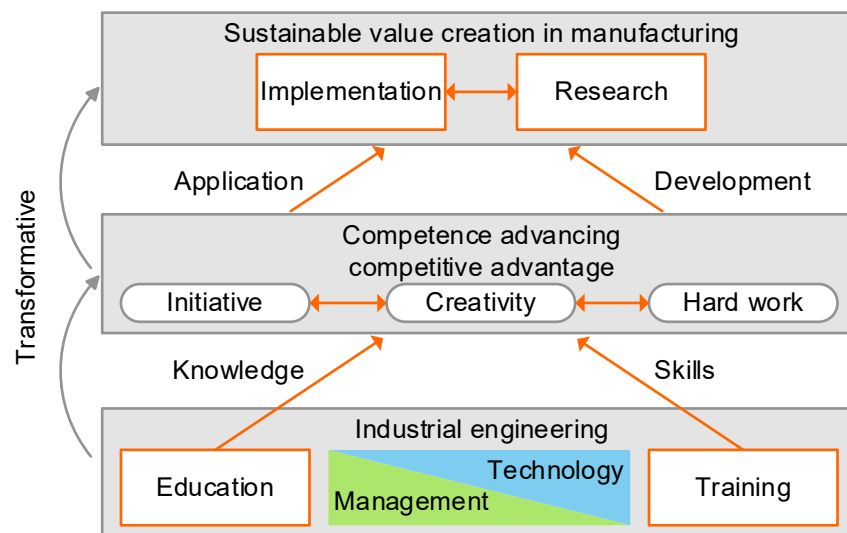 Sustainable value creation in manufacturing
Implementation
Research
Application
Development
Transformative
Competence advancing
competitive advantage
Initiative
Creativity
Hard work
Knowledge
Skills
Industrial engineering
Education
Technology
Management
Training